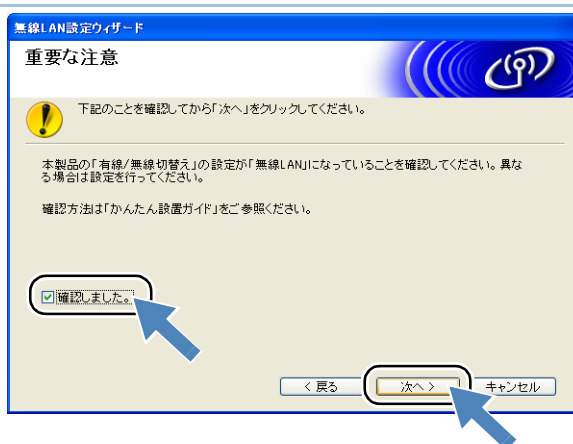 無線LAN設定ウィザード
重要な注意
下記のことを確認してから「次へ」をクリックしてください。
本製品の「有線/無線切替え」の設定が「無線LAN」になっていることを確認してください。異な
る場合は設定を行ってください。
確認方法は「かんたん設置ガイド」をご参照ください。
確認しました。
< 戻る 次へ > キャンセル